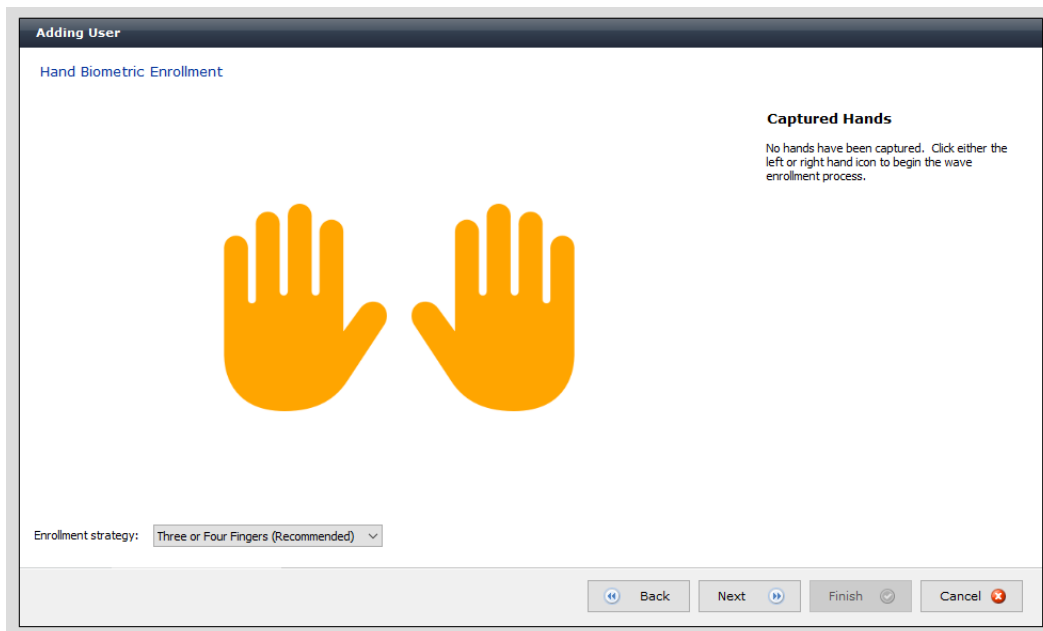 Adding User
Hand Biometric Enrollment
Captured Hands
No hands have been captured.  Click either the
left or right hand icon to begin the wave
enrollment process.
Enrollment strategy: Three or Four Fingers (Recommended)
Back Next Finish Cancel